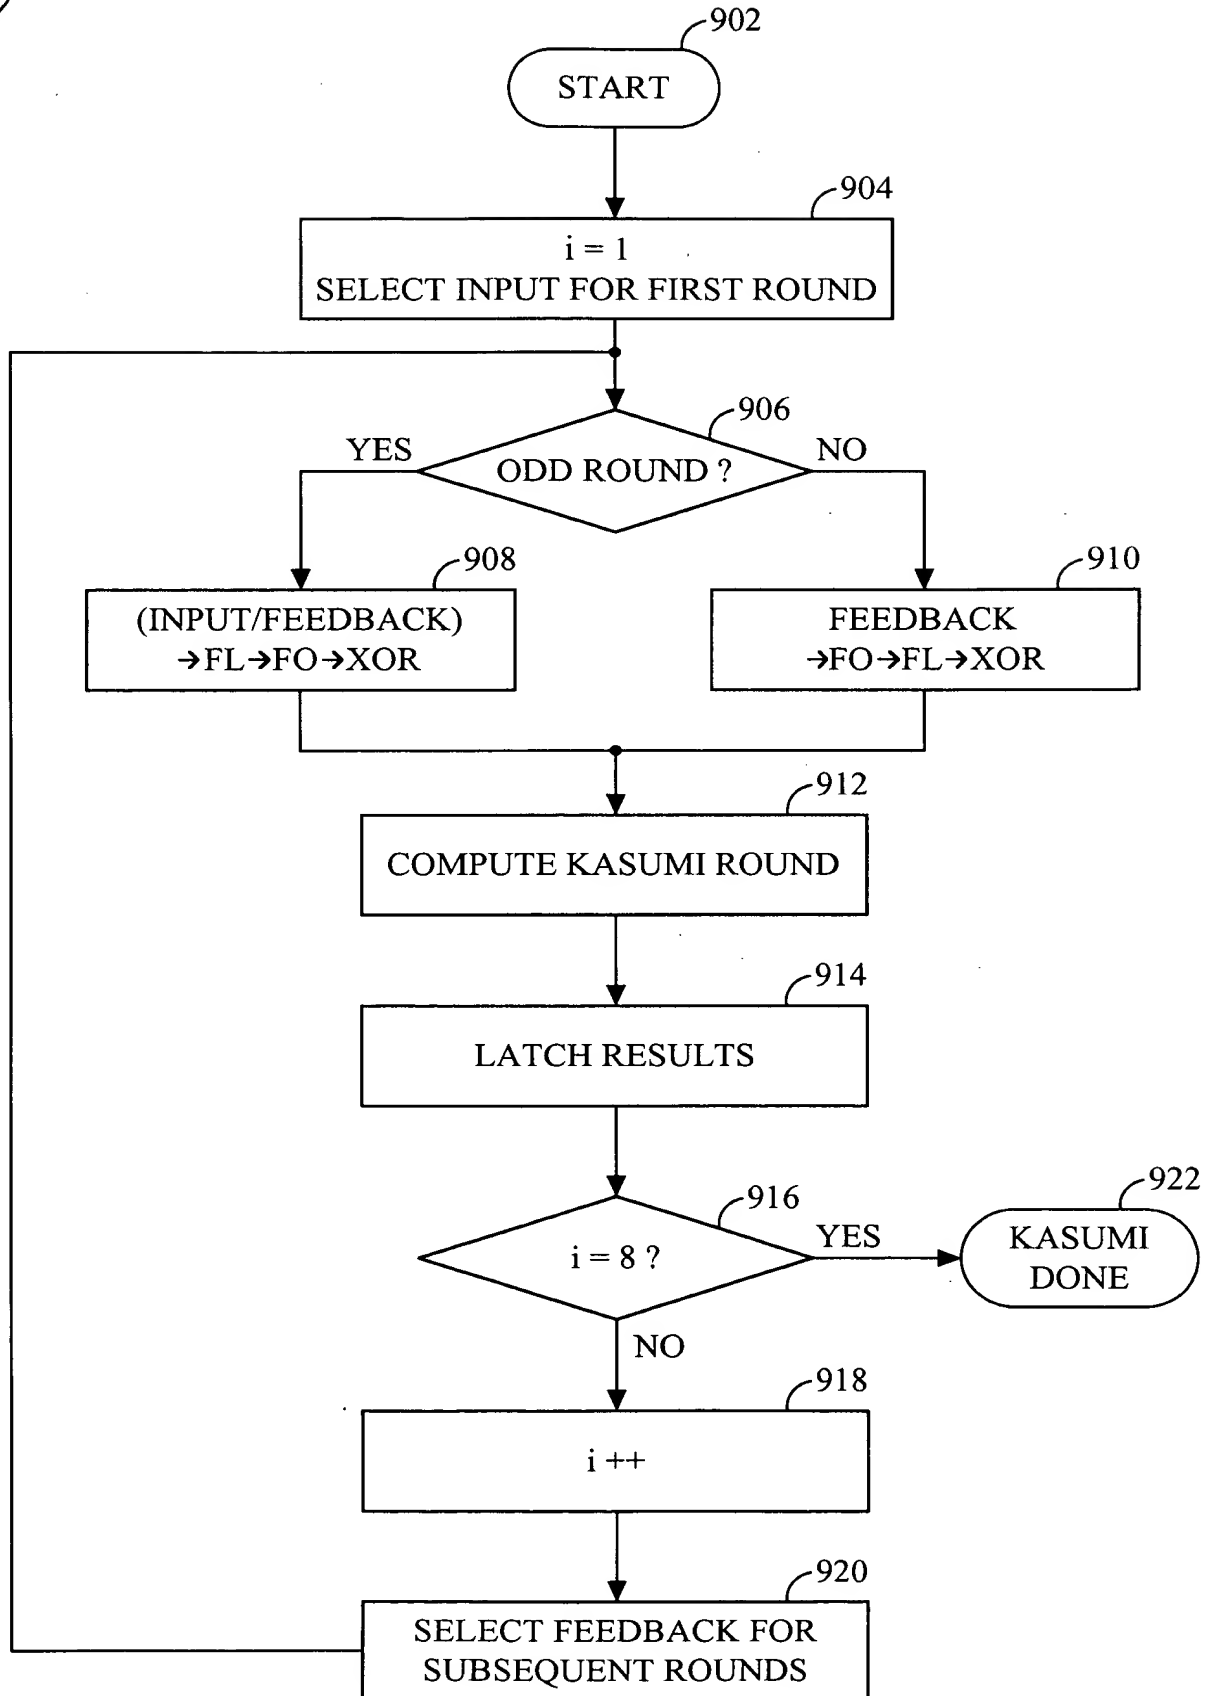 902
START
904
i = 1
SELECT INPUT FOR FIRST ROUND
906
YES
ODD ROUND ?
NO
908
(INPUT/FEEDBACK)
→FL→FO→XOR
910
FEEDBACK
→FO→FL→XOR
912
COMPUTE KASUMI ROUND
914
LATCH RESULTS
916
i = 8 ?
YES
922
KASUMI
DONE
NO
918
i ++
920
SELECT FEEDBACK FOR
SUBSEQUENT ROUNDS